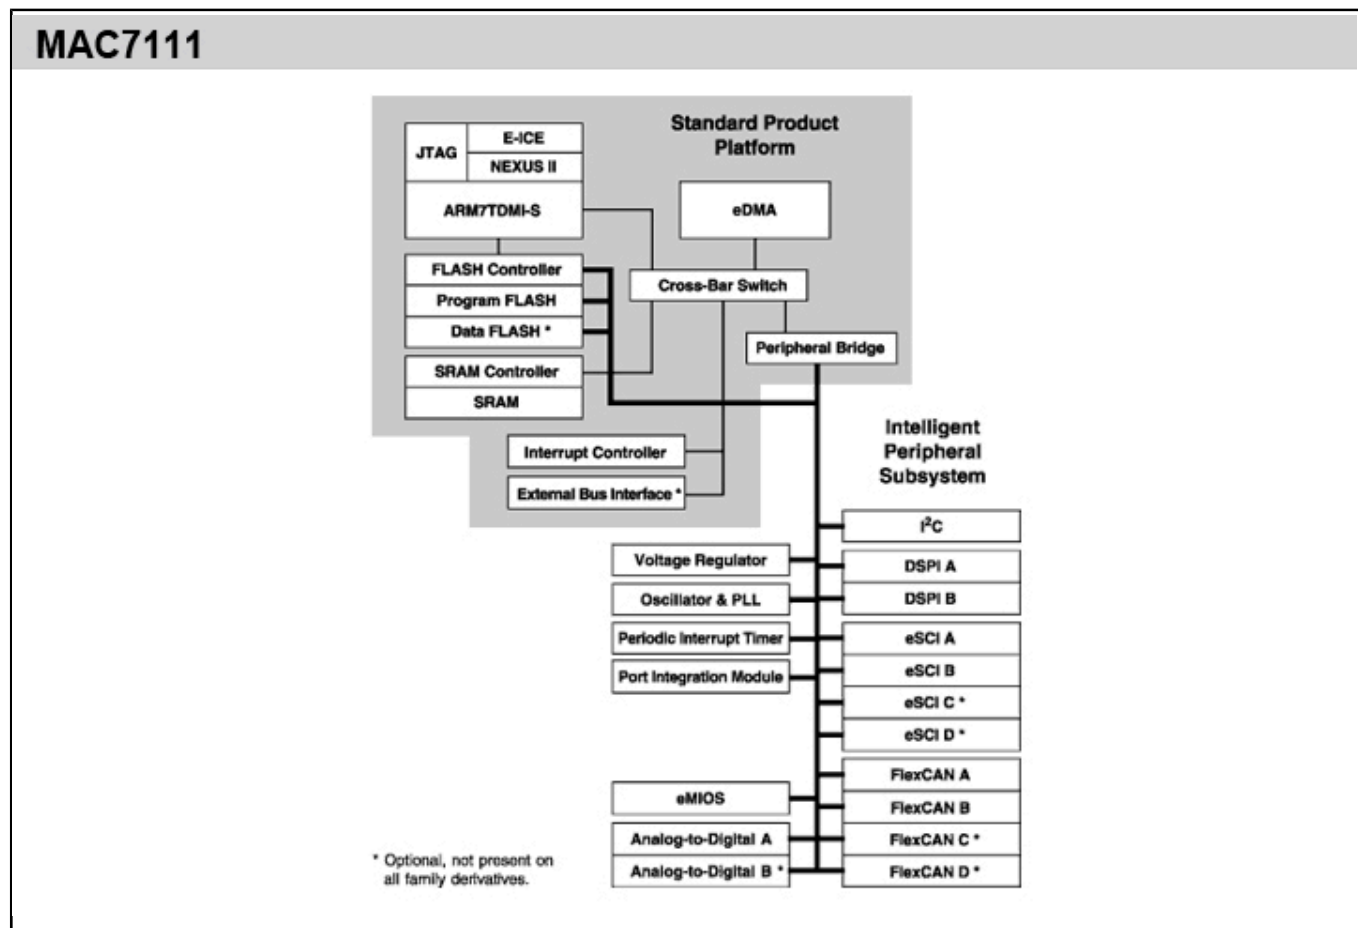 MAC7111
Standard Product
Platform
JTAG
E-ICE
NEXUS II
ARM7TDMI-S
eDMA
FLASH Controller
Program FLASH
Data FLASH *
Cross-Bar Switch
Peripheral Bridge
SRAM Controller
SRAM
Interrupt Controller
External Bus Interface *
Intelligent
Peripheral
Subsystem
I²C
Voltage Regulator
DSPI A
Oscillator & PLL
DSPI B
Periodic Interrupt Timer
eSCI A
Port Integration Module
eSCI B
eSCI C *
eSCI D *
FlexCAN A
eMIOS
FlexCAN B
Analog-to-Digital A
FlexCAN C *
Analog-to-Digital B *
FlexCAN D *
* Optional, not present on
all family derivatives.